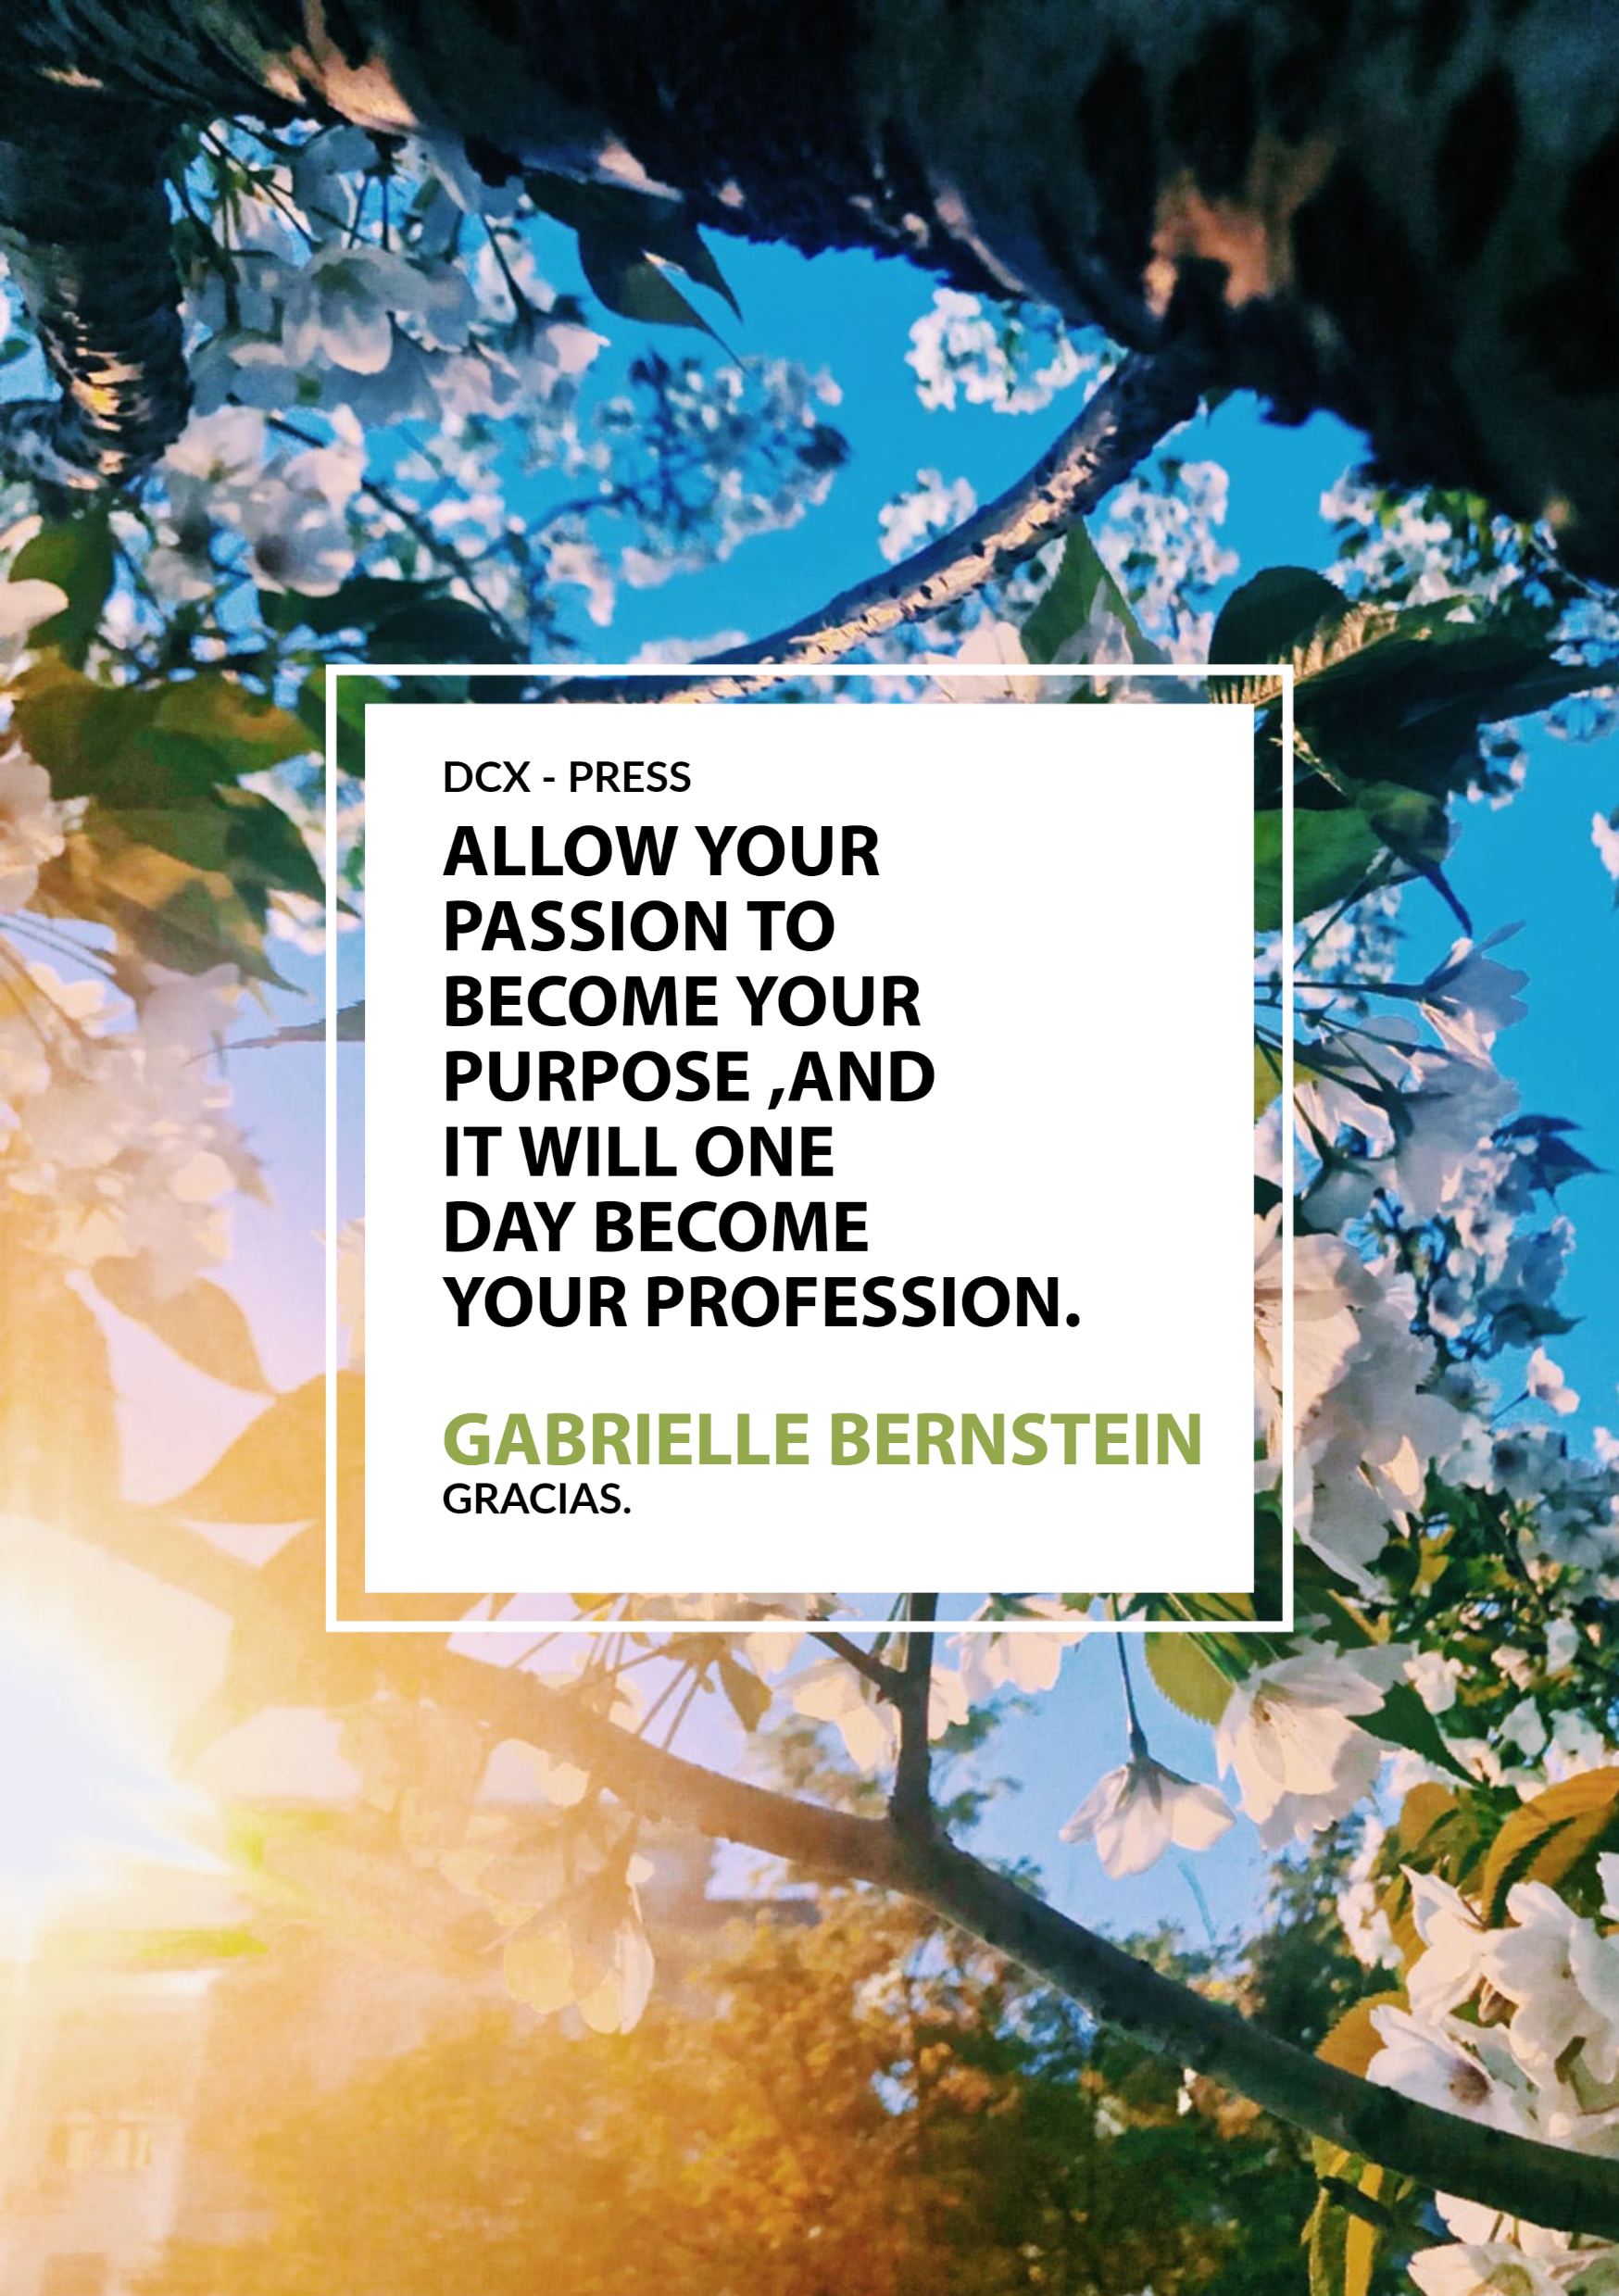 DCX - PRESS
ALLOW YOUR
PASSION TO
BECOME YOUR
PURPOSE ,AND
IT WILL ONE
DAY BECOME
YOUR PROFESSION.
GABRIELLE BERNSTEIN
GRACIAS.